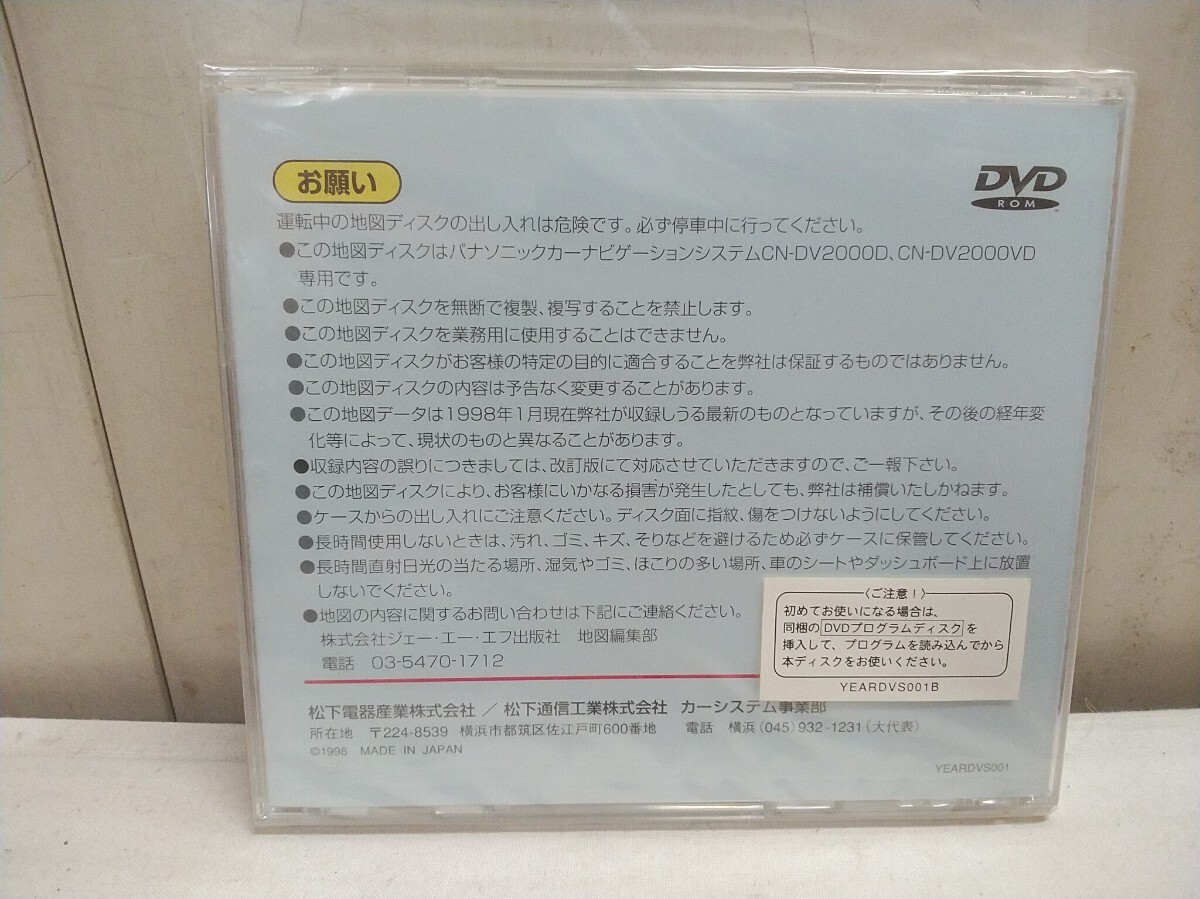 お願い
DVD
ROM
運転中の地図ディスクの出し入れは危険です。必ず停車中に行ってください。
●この地図ディスクはパナソニックカーナビゲーションシステムCN-DV2000D、CN-DV2000VD
専用です。
●この地図ディスクを無断で複製、複写することを禁止します。
●この地図ディスクを業務用に使用することはできません。
●この地図ディスクがお客様の特定の目的に適合することを弊社は保証するものではありません。
●この地図ディスクの内容は予告なく変更することがあります。
●この地図データは1998年1月現在弊社が収録しうる最新のものとなっていますが、その後の経年変
化等によって、現状のものと異なることがあります。
●収録内容の誤りにつきましては、改訂版にて対応させていただきますので、ご一報下さい。
●この地図ディスクにより、お客様にいかなる損害が発生したとしても、弊社は補償いたしかねます。
●ケースからの出し入れにご注意ください。ディスク面に指紋、傷をつけないようにしてください。
●長時間使用しないときは、汚れ、ゴミ、キズ、そりなどを避けるため必ずケースに保管してください。
●長時間直射日光の当たる場所、湿気やゴミ、ほこりの多い場所、車のシートやダッシュボード上に放置
しないでください。
●地図の内容に関するお問い合わせは下記にご連絡ください。
株式会社ジェー・エー・エフ出版社 地図編集部
電話 03-5470-1712
〈ご注意!〉
初めてお使いになる場合は、
同梱のDVDプログラムディスクを
挿入して、プログラムを読み込んでから
本ディスクをお使いください。
YEARDVS001B
松下電器産業株式会社/松下通信工業株式会社 カーシステム事業部
所在地 〒224-8539 横浜市都筑区佐江戸町600番地 電話 横浜(045)932-1231(大代表)
©1998 MADE IN JAPAN
YEARDVS001